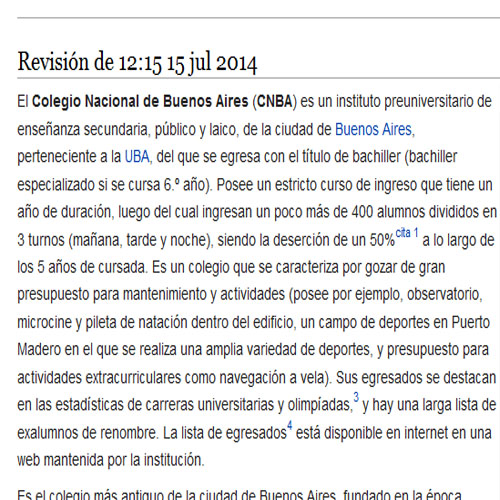 Revisión de 12:15 15 jul 2014
El Colegio Nacional de Buenos Aires (CNBA) es un instituto preuniversitario de
enseñanza secundaria, público y laico, de la ciudad de Buenos Aires,
perteneciente a la UBA, del que se egresa con el título de bachiller (bachiller
especializado si se cursa 6.º año). Posee un estricto curso de ingreso que tiene un
año de duración, luego del cual ingresan un poco más de 400 alumnos divididos en
3 turnos (mañana, tarde y noche), siendo la deserción de un 50%cita 1 a lo largo de
los 5 años de cursada. Es un colegio que se caracteriza por gozar de gran
presupuesto para mantenimiento y actividades (posee por ejemplo, observatorio,
microcine y pileta de natación dentro del edificio, un campo de deportes en Puerto
Madero en el que se realiza una amplia variedad de deportes, y presupuesto para
actividades extracurriculares como navegación a vela). Sus egresados se destacan
en las estadísticas de carreras universitarias y olimpíadas,3 y hay una larga lista de
exalumnos de renombre. La lista de egresados4 está disponible en internet en una
web mantenida por la institución.
Es el colegio más antiguo de la ciudad de Buenos Aires, fundado en la época